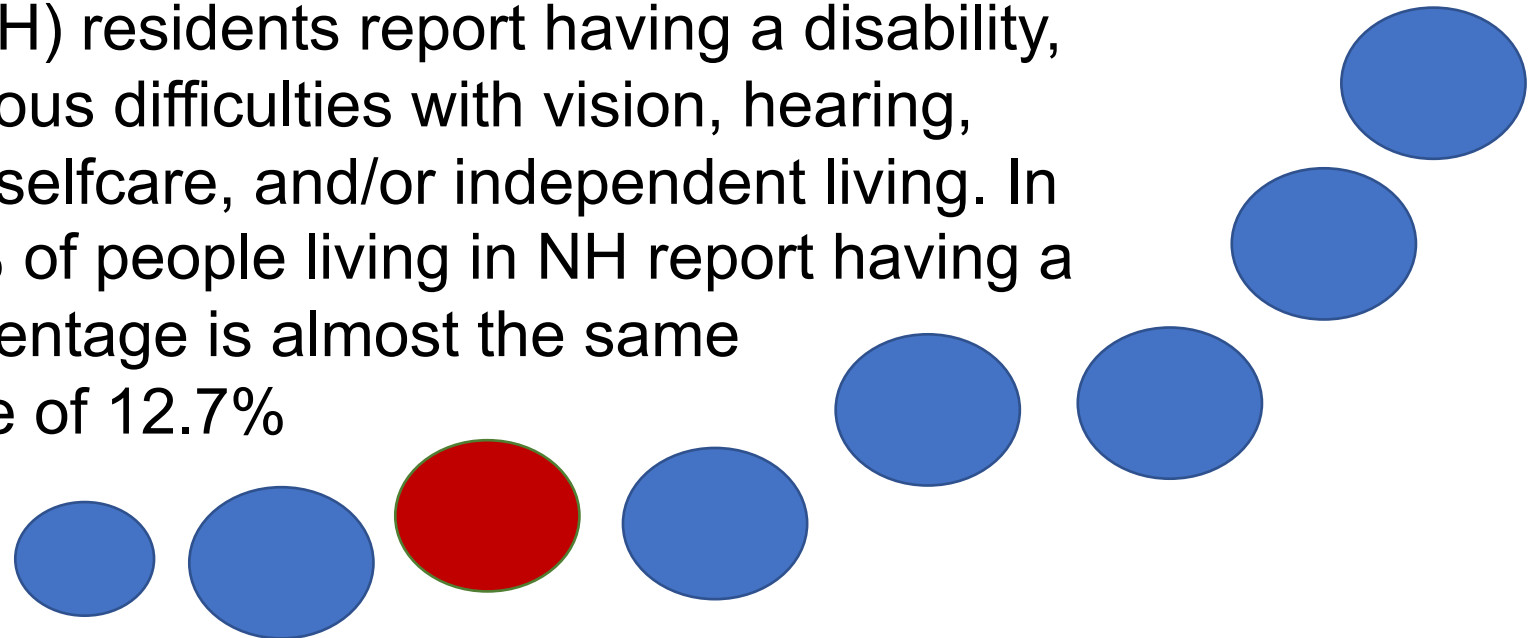 H) residents report having a disability,
ous difficulties with vision, hearing,
selfcare, and/or independent living. In
of people living in NH report having a
entage is almost the same
e of 12.7%